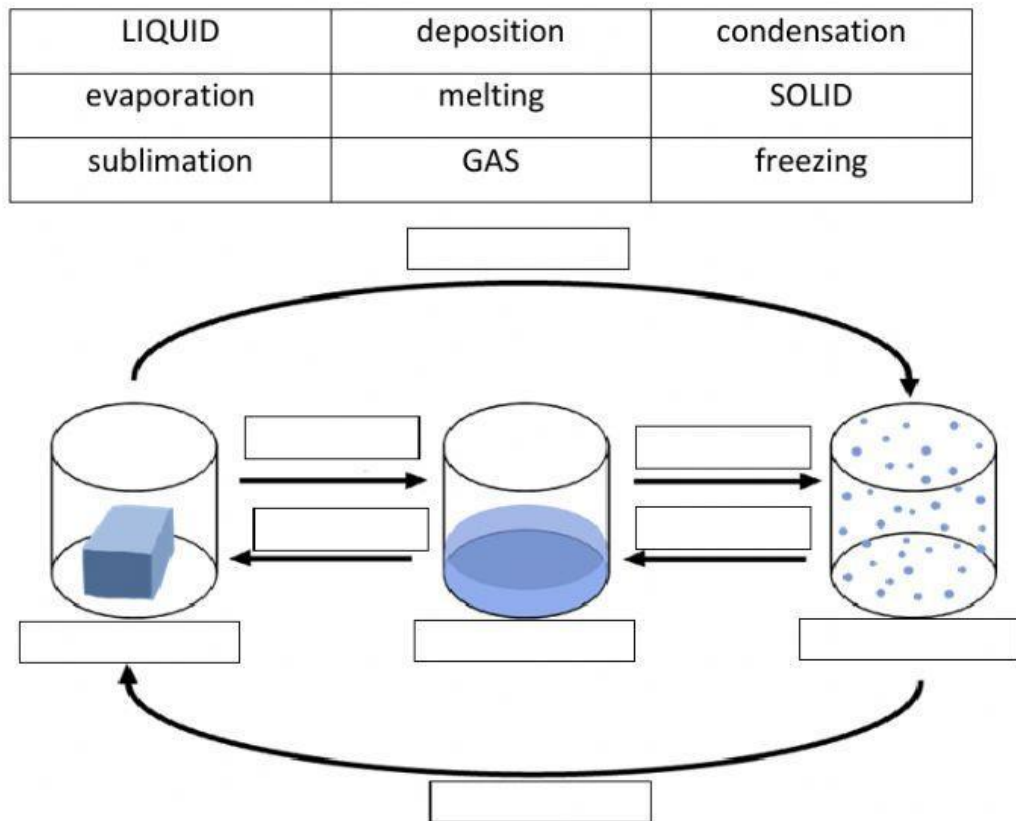 LIQUID deposition condensation
evaporation melting SOLID
sublimation GAS freezing